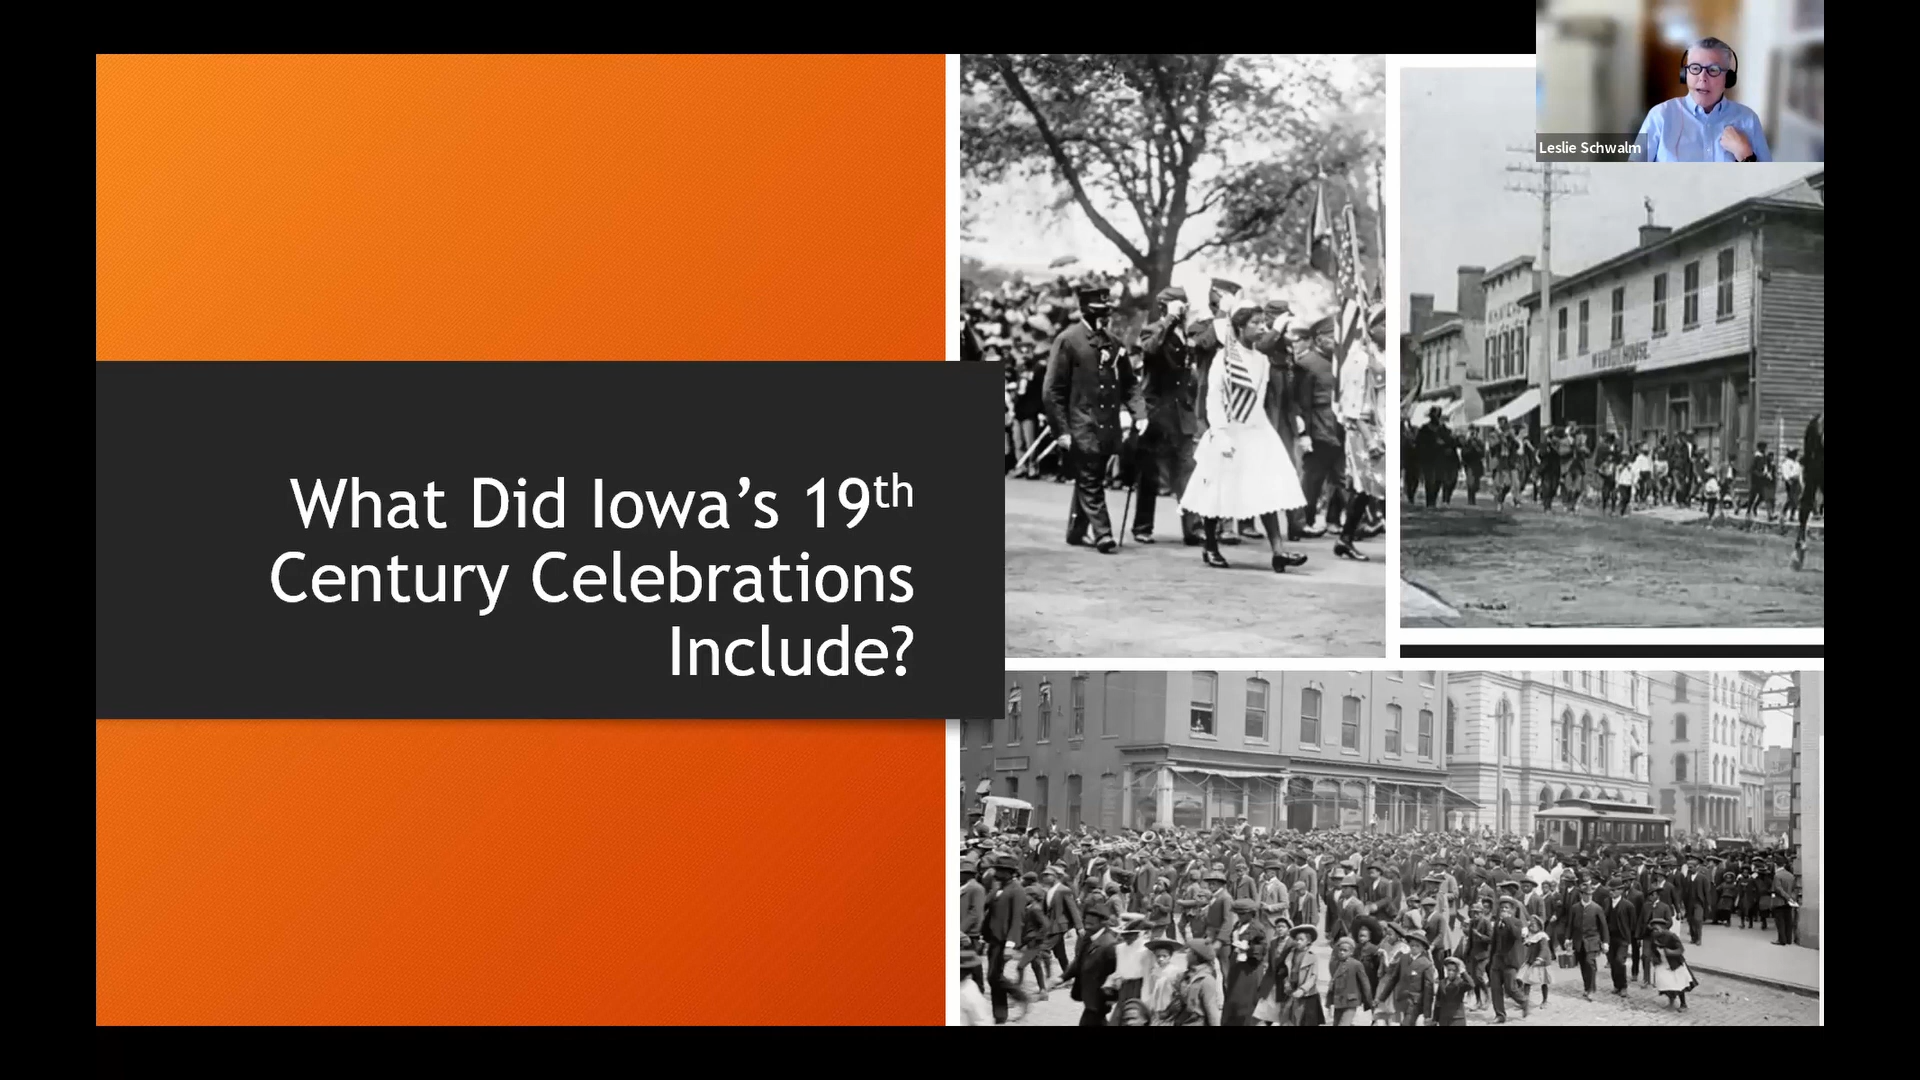 Leslie Schwalm
What Did Iowa’s 19th
Century Celebrations
Include?